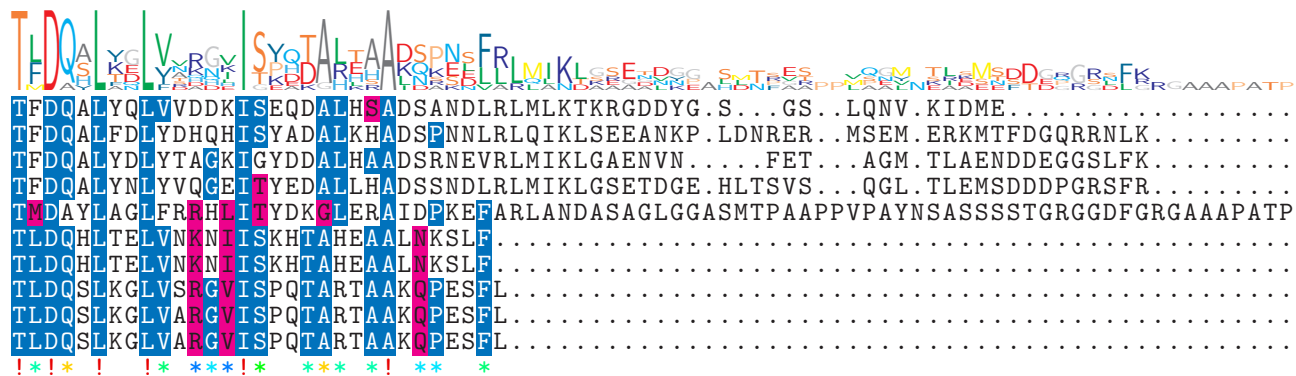 TFDQALYQLVVDDKISEQDALHSADSANDLRLMLKTKRGDDYG.S...GS..LQNV.KIDME..................
TFDQALFDLYDHQHISYADALKHADSPNNLRLQIKLSEEANKP.LDNRER..MSEM.ERKMTFDGQRRNLK.........
TFDQALYDLYTAGKIGYDDALHAADSRNEVRLMIKLGAENVN.....FET...AGM.TLAENDDEGGSLFK.........
TFDQALYNLYVQGEITYEDALLHADSSNDLRLMIKLGSETDGE.HLTSVS...QGL.TLEMSDDDPGRSFR.........
TMDAYLAGLFRRHLITYDKGLERAIDPKEFARLANDASAGLGGASMTPAAPPVPAYNSASSSSTGRGGDFGRGAAAPATP
TLDQHLTELVNKNIISKHTAHEAALNKSLF..................................................
TLDQHLTELVNKNIISKHTAHEAALNKSLF..................................................
TLDQSLKGLVSRGVISPQTARTAAKQPESFL.................................................
TLDQSLKGLVARGVISPQTARTAAKQPESFL.................................................
TLDQSLKGLVARGVISPQTARTAAKQPESFL.................................................
!*!* !  !* ***!*  *** *! **   *